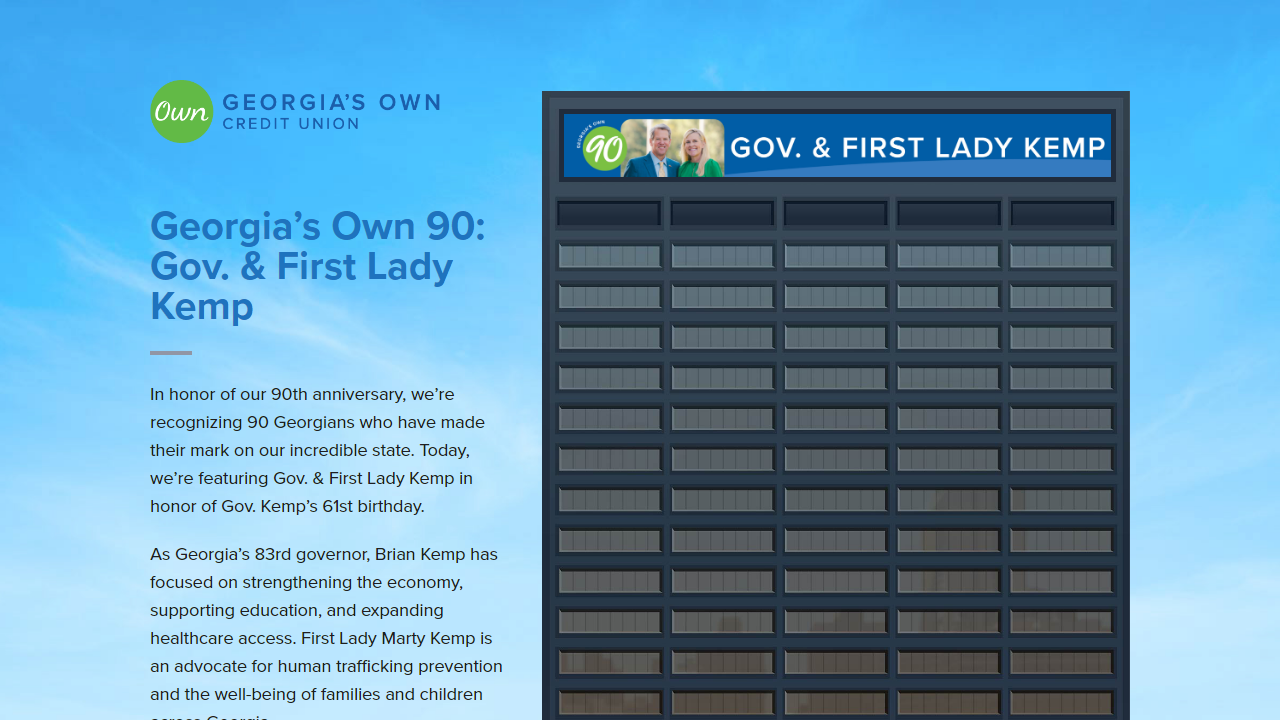 Own
GEORGIA'S OWN
CREDIT UNION
Georgia's Own 90:
Gov. & First Lady
Kemp
In honor of our 90th anniversary, we're
recognizing 90 Georgians who have made
their mark on our incredible state. Today,
we're featuring Gov. & First Lady Kemp in
honor of Gov. Kemp's 61st birthday.
As Georgia's 83rd governor, Brian Kemp has
focused on strengthening the economy,
supporting education, and expanding
healthcare access. First Lady Marty Kemp is
an advocate for human trafficking prevention
and the well-being of families and children
across Georgia.
GEORGIA'S OWN
90
GOV. & FIRST LADY KEMP